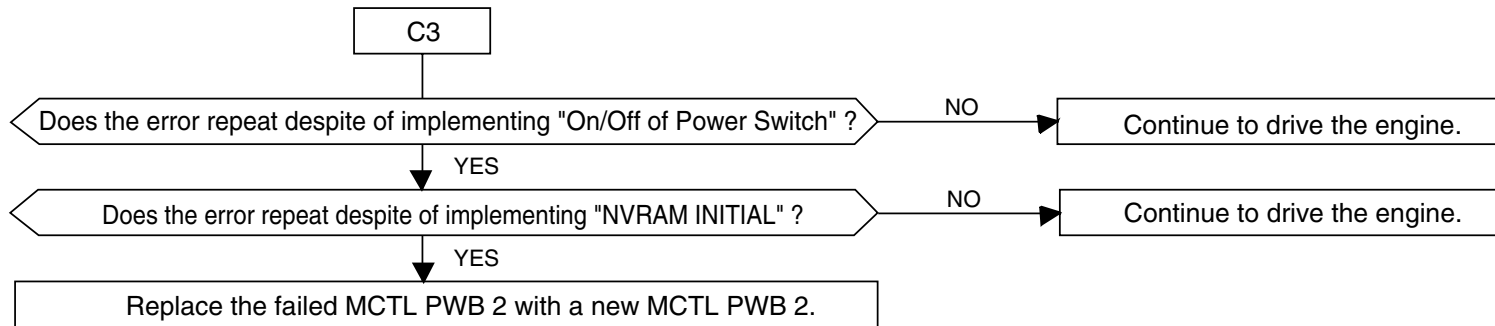 C3
Does the error repeat despite of implementing "On/Off of Power Switch" ?
NO
Continue to drive the engine.
YES
Does the error repeat despite of implementing "NVRAM INITIAL" ?
NO
Continue to drive the engine.
YES
Replace the failed MCTL PWB 2 with a new MCTL PWB 2.